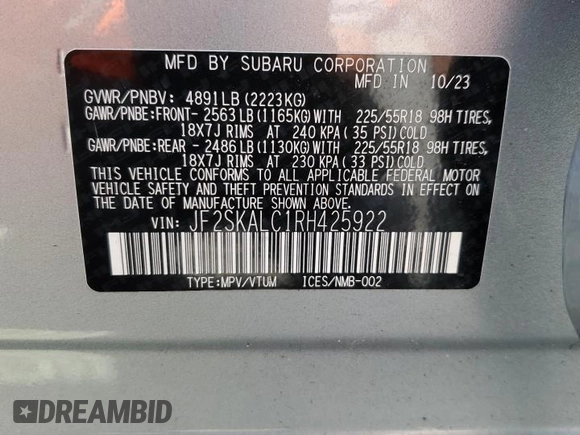 MFD BY SUBARU CORPORATION
MFD IN 10/23
GVWR/PNBV: 4891LB (2223KG)
GAWR/PNBE:FRONT- 2563LB (1165KG)WITH 225/55R18 98H TIRES,
18X7J RIMS AT 240 KPA (35 PSI)COLD
GAWR/PNBE:REAR - 2486LB (1130KG)WITH 225/55R18 98H TIRES,
18X7J RIMS AT 230 KPA (33 PSI)COLD
THIS VEHICLE CONFORMS TO ALL APPLICABLE FEDERAL MOTOR
VEHICLE SAFETY AND THEFT PREVENTION STANDARDS IN EFFECT ON
THE DATE OF MANUFACTURE SHOWN ABOVE.
VIN: JF2SKALC1RH425922
TYPE:MPV/VTUM ICES/NMB-002
DREAMBID